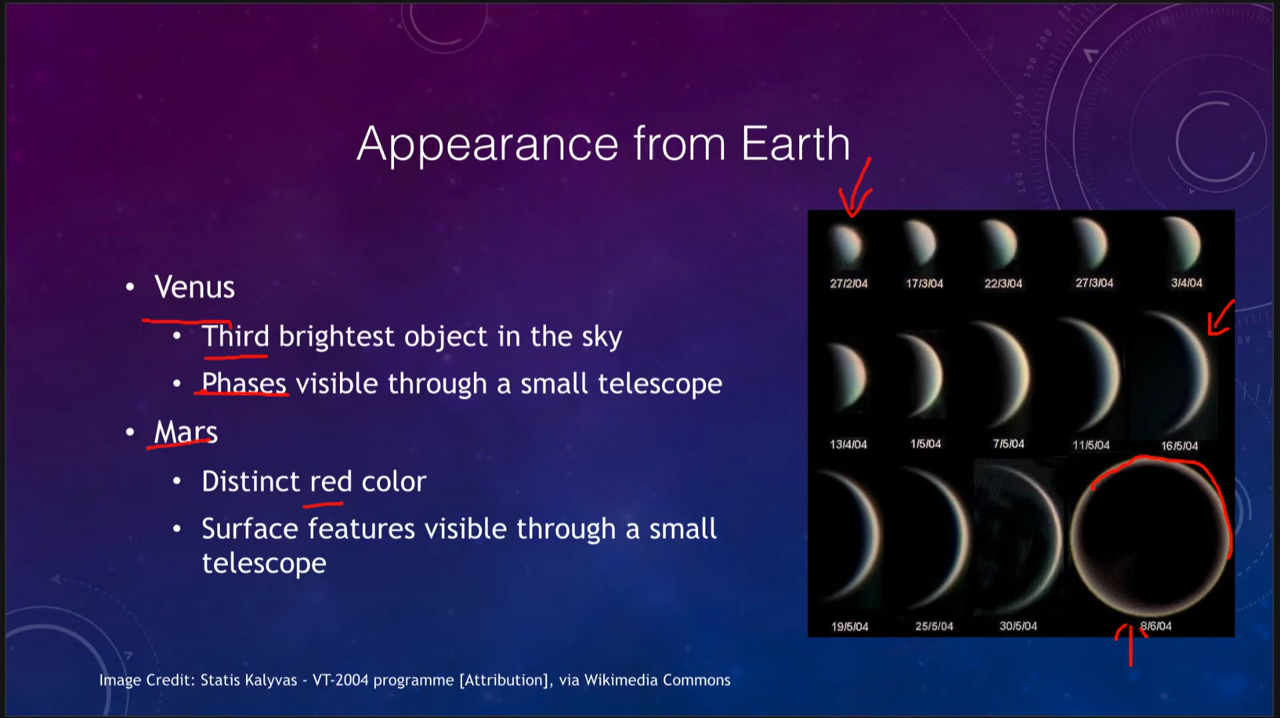 Appearance from Earth
• Venus
• Third brightest object in the sky
• Phases visible through a small telescope
• Mars
• Distinct red color
• Surface features visible through a small
telescope
27/2/04 17/3/04 22/3/04 27/3/04 3/4/04
13/4/04 1/5/04 7/5/04 11/5/04 16/5/04
19/5/04 25/5/04 30/5/04 8/6/04
Image Credit: Statis Kalyvas - VT-2004 programme [Attribution], via Wikimedia Commons